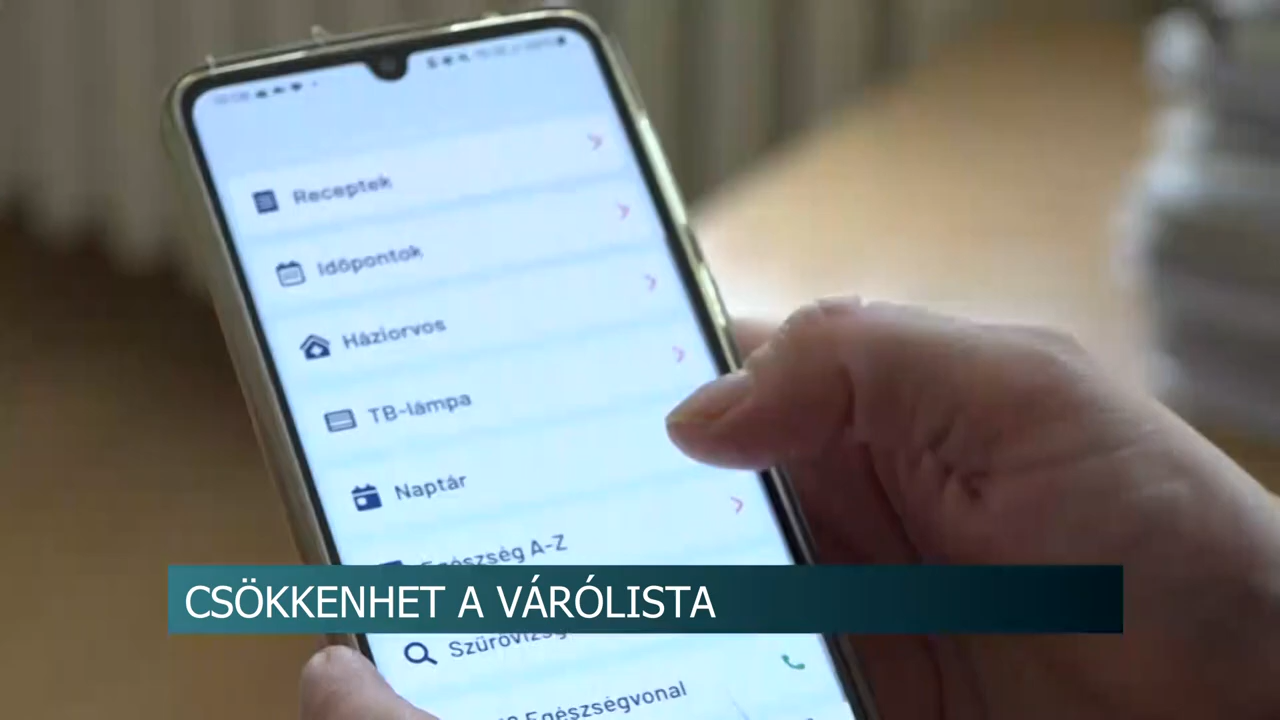 Receptek
Időpontok
Háziorvos
TB-lámpa
Naptár
Egészség A-Z
CSÖKKENHET A VÁRÓLISTA
Egészségvonal